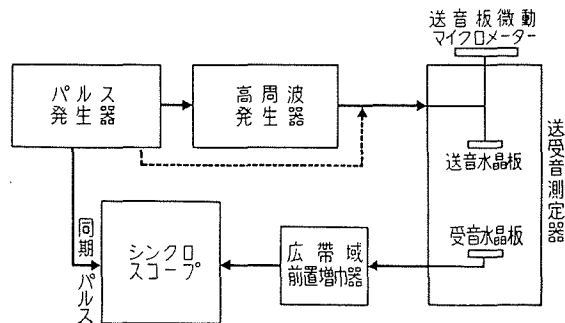 送音板微動
マイクロメーター
パルス
発生器
高周波
発生器
送音水晶板
送受音測定器
受音水晶板
同期パルス
シンクロ
スコープ
広帯域
前置増巾器